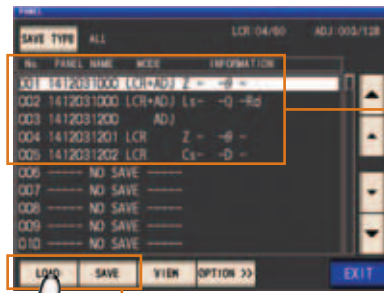 PANEL
SAVE TYPE ALL LCR:04/60 ADJ:003/128
No. PANEL NAME MODE INFORMATION
001 1412031000 LCR+ADJ Z - -θ -
002 1412031000 LCR+ADJ Ls- -Q -Rd
003 1412031200 ADJ
004 1412031201 LCR Z - -θ -
005 1412031202 LCR Cs- -D -
006 ------ NO SAVE ------
007 ------ NO SAVE ------
008 ------ NO SAVE ------
009 ------ NO SAVE ------
010 ------ NO SAVE ------
LOAD SAVE VIEW OPTION >> EXIT